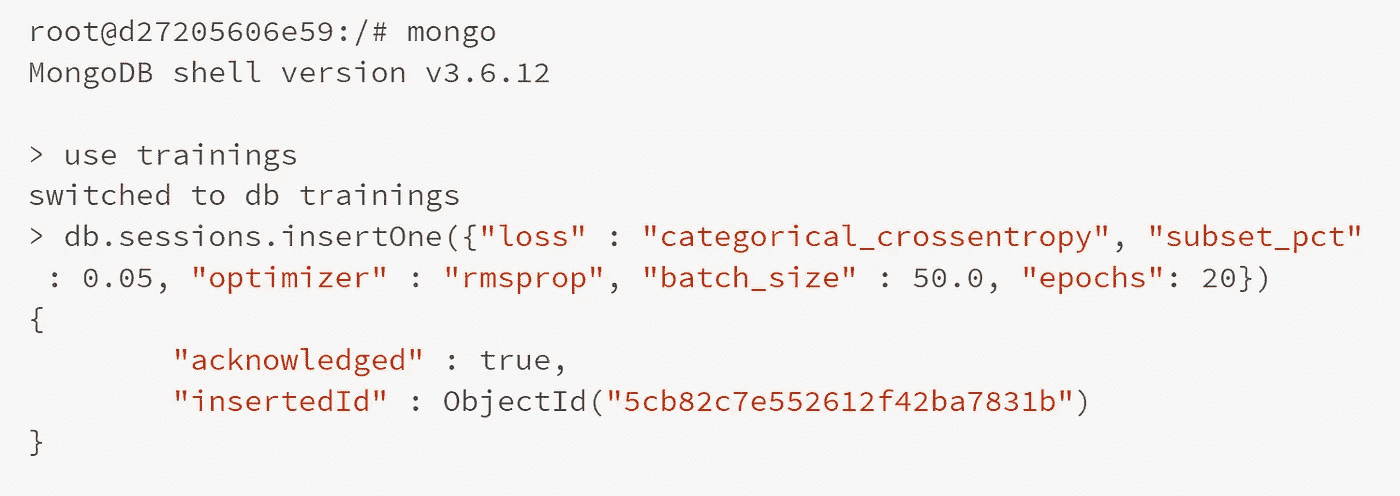 root@d27205606e59:/# mongo
MongoDB shell version v3.6.12
> use trainings
switched to db trainings
> db.sessions.insertOne({"loss" : "categorical_crossentropy", "subset_pct"
: 0.05, "optimizer" : "rmsprop", "batch_size" : 50.0, "epochs": 20})
{
"acknowledged" : true,
"insertedId" : ObjectId("5cb82c7e552612f42ba7831b")
}